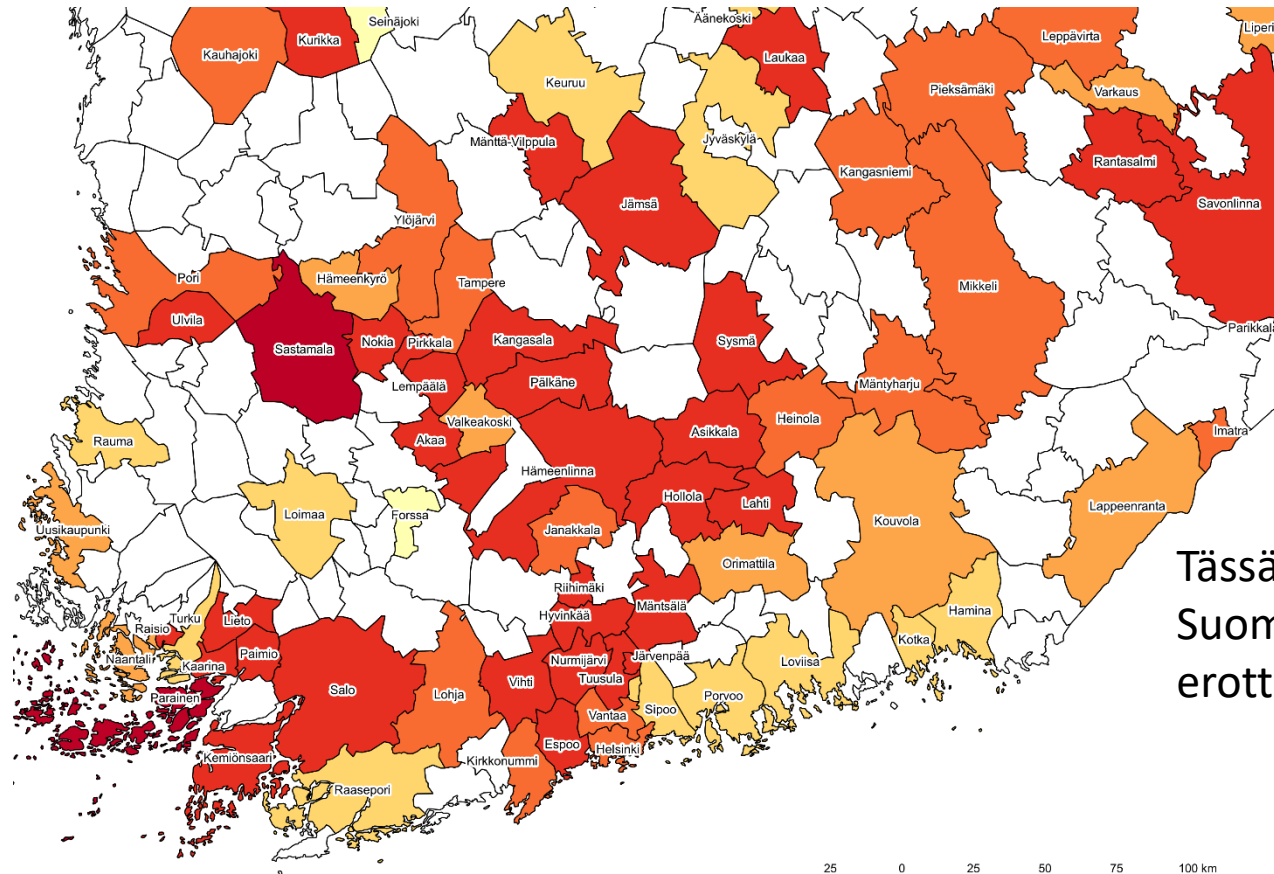 Seinäjoki
Äänekoski
Kurikka
Kauhajoki
Laukaa
Leppävirta
Keuruu
Pieksämäki
Varkaus
Mänttä-Vilppula
Jyväskylä
Rantasalmi
Kangasniemi
Jämsä
Savonlinna
Ylöjärvi
Pori
Hämeenkyrö
Tampere
Mikkeli
Ulvila
Parikkala
Sastamala
Nokia
Pirkkala
Kangasala
Sysmä
Pälkäne
Lempäälä
Mäntyharju
Valkeakoski
Heinola
Rauma
Akaa
Asikkala
Imatra
Hämeenlinna
Hollola
Lahti
Loimaa
Forssa
Kouvola
Lappeenranta
Uusikaupunki
Janakkala
Orimattila
Tässä
Riihimäki
Mäntsälä
Hamina
Turku
Lieto
Hyvinkää
Suom
Raisio
Kotka
Paimio
Järvenpää
Naantali
Kaarina
Nurmijärvi
Loviisa
Tuusula
Vihti
erott
Salo
Lohja
Parainen
Porvoo
Sipoo
Vantaa
Espoo
Helsinki
Kemiönsaari
Kirkkonummi
Raasepori
25 0 25 50 75 100 km